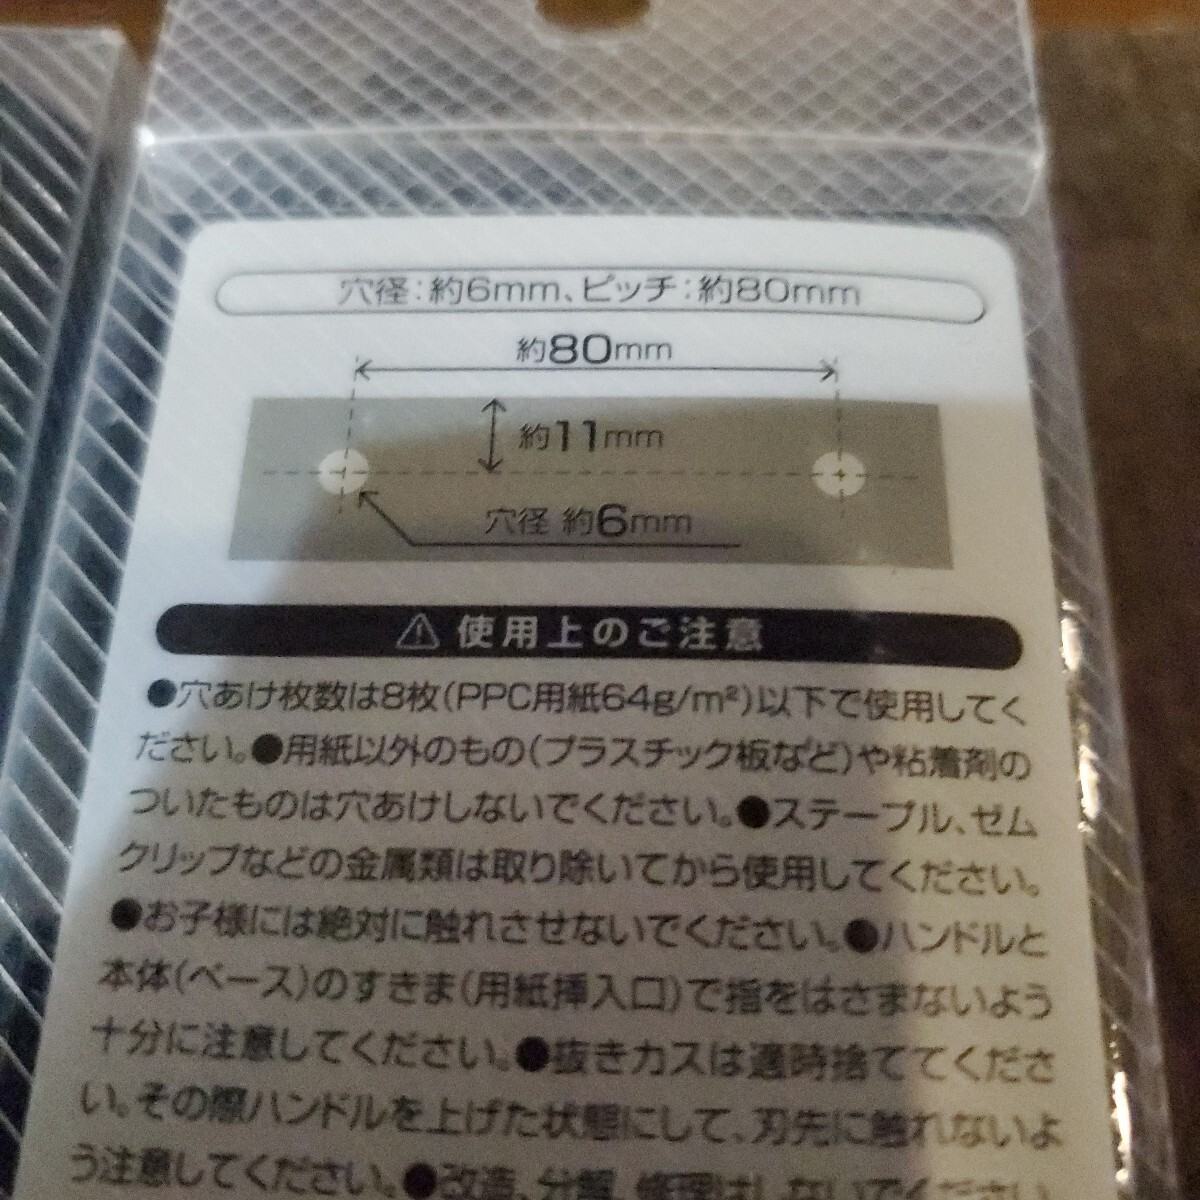 穴径:約6mm、ピッチ:約80mm
約80mm
約11mm
穴径 約6mm
使用上のご注意
●穴あけ枚数は8枚(PPC用紙64g/m²)以下で使用してく
ださい。●用紙以外のもの(プラスチック板など)や粘着剤の
ついたものは穴あけしないでください。●ステープル、ゼム
クリップなどの金属類は取り除いてから使用してください。
●お子様には絶対に触れさせないでください。●ハンドルと
本体(ベース)のすきま(用紙挿入口)で指をはさまないよう
十分に注意してください。●抜きカスは適時捨ててくださ
い。その際ハンドルを上げた状態にして、刃先に触れないよ
う注意してください。●改造、分解、修理はしないでください